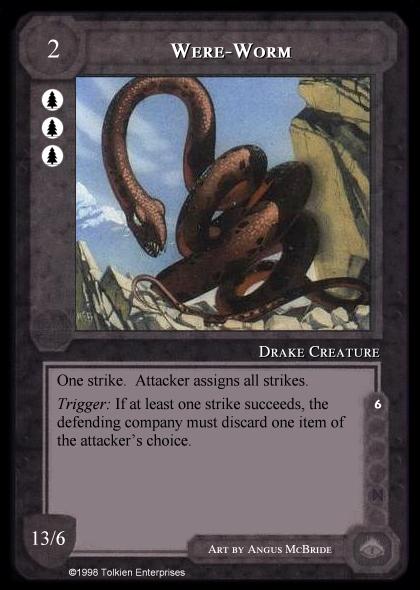 2
Were-Worm
Drake Creature
One strike.  Attacker assigns all strikes.
Trigger: If at least one strike succeeds, the
defending company must discard one item of
the attacker's choice.
6
13/6
Art by Angus McBride
©1998 Tolkien Enterprises